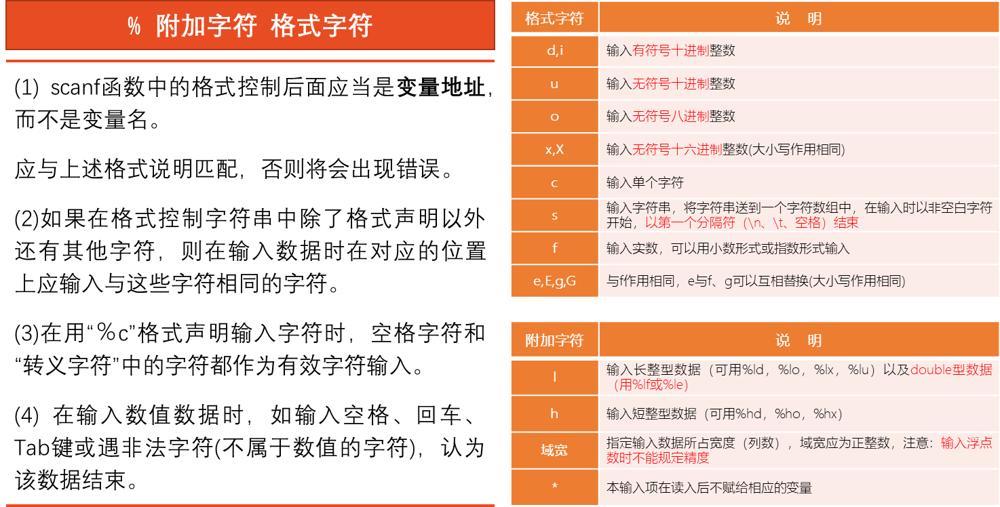 % 附加字符 格式字符
(1) scanf函数中的格式控制后面应当是变量地址,
而不是变量名。
应与上述格式说明匹配，否则将会出现错误。
(2)如果在格式控制字符串中除了格式声明以外
还有其他字符，则在输入数据时在对应的位置
上应输入与这些字符相同的字符。
(3)在用“％c”格式声明输入字符时，空格字符和
“转义字符”中的字符都作为有效字符输入。
(4) 在输入数值数据时，如输入空格、回车、
Tab键或遇非法字符(不属于数值的字符)，认为
该数据结束。
格式字符 说 明
d,i 输入有符号十进制整数
u 输入无符号十进制整数
o 输入无符号八进制整数
x,X 输入无符号十六进制整数(大小写作用相同)
c 输入单个字符
s 输入字符串，将字符串送到一个字符数组中，在输入时以非空白字符
开始，以第一个分隔符（\n、\t、空格）结束
f 输入实数，可以用小数形式或指数形式输入
e,E,g,G 与f作用相同，e与f、g可以互相替换(大小写作用相同)
附加字符 说 明
l 输入长整型数据（可用%ld，%lo，%lx，%lu）以及double型数据
（用%lf或%le）
h 输入短整型数据（可用%hd，%ho，%hx）
域宽 指定输入数据所占宽度（列数），域宽应为正整数，注意：输入浮点
数时不能规定精度
* 本输入项在读入后不赋给相应的变量